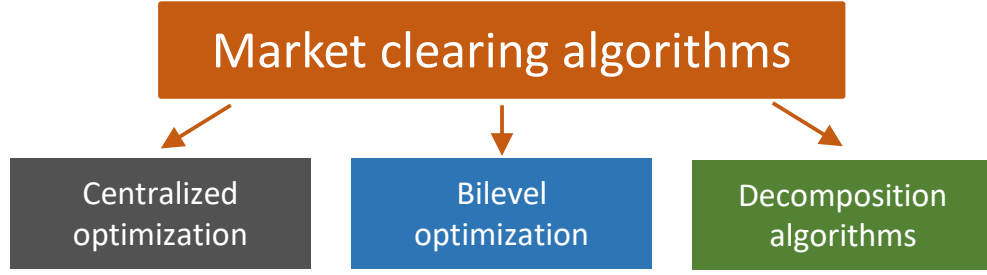 Market clearing algorithms
Centralized
optimization
Bilevel
optimization
Decomposition
algorithms